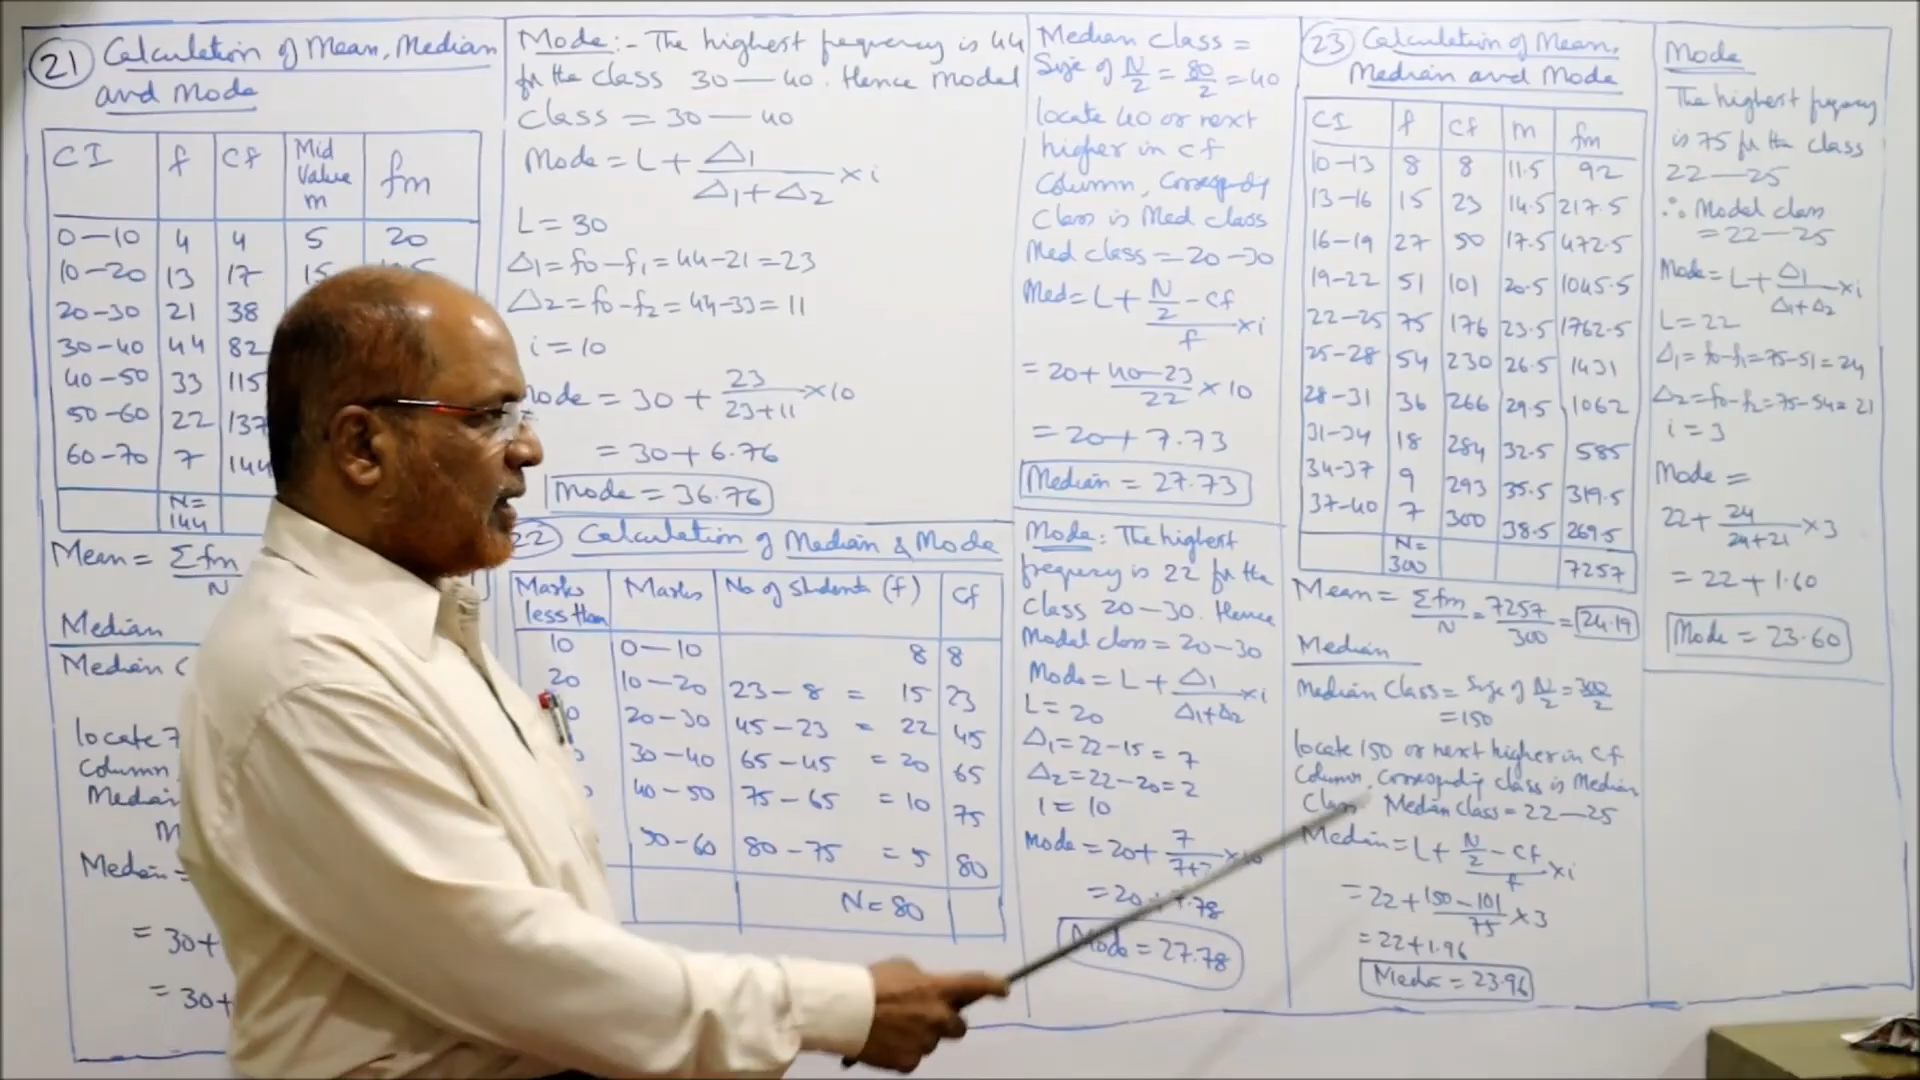 21 Calculation of Mean, Median
and Mode
CI f Cf Mid Value m fm
0—10 4 4 5 20
10—20 13 17 15
20—30 21 38
30—40 44 82
40—50 33 115
50—60 22 137
60—70 7 144
N=
144
Mean = Σfm
N
Median
Median C
locate 7
Column
Median
M
Median =
= 30+
= 30+
Mode:- The highest frequency is 44
for the class 30—40. Hence Modal
class = 30—40
Mode = L + Δ1 / Δ1+Δ2 × i
L = 30
Δ1 = f0−f1 = 44−21 = 23
Δ2 = f0−f2 = 44−33 = 11
i = 10
Mode = 30 + 23 / 23+11 × 10
= 30 + 6.76
Mode = 36.76
22 Calculation of Median & Mode
Marks less than Marks No of Students (f) Cf
10 0—10 8 8
20 10—20 23−8 = 15 23
0 20—30 45−23 = 22 45
30—40 65−45 = 20 65
40—50 75−65 = 10 75
50—60 80−75 = 5 80
N = 80
Median Class =
Size of N/2 = 80/2 = 40
locate 40 or next
higher in cf
Column, Correspondig
Class is Med class
Med class = 20—30
Med = L + N/2 − cf / f × i
= 20 + 40−23 / 22 × 10
= 20 + 7.73
Median = 27.73
Mode: The highest
frequency is 22 for the
class 20—30. Hence
Modal class = 20—30
Mode = L + Δ1 / Δ1+Δ2 × i
L = 20
Δ1 = 22−15 = 7
Δ2 = 22−20 = 2
i = 10
Mode = 20 + 7 / 7+2 × 10
= 20 + 7.78
Mode = 27.78
23 Calculation of Mean,
Median and Mode
CI f Cf m fm
10—13 8 8 11.5 92
13—16 15 23 14.5 217.5
16—19 27 50 17.5 472.5
19—22 51 101 20.5 1045.5
22—25 75 176 23.5 1762.5
25—28 54 230 26.5 1431
28—31 36 266 29.5 1062
31—34 18 284 32.5 585
34—37 9 293 35.5 319.5
37—40 7 300 38.5 269.5
N=
300 7257
Mean = Σfm / N = 7257 / 300 = 24.19
Median
Median Class = Size of N/2 = 300/2
= 150
locate 150 or next higher in Cf
Column, Correspondig class is Median
Class Median class = 22—25
Median = L + N/2 − Cf / f × i
= 22 + 150−101 / 75 × 3
= 22 + 1.96
Median = 23.96
Mode
The highest frequency
is 75 for the class
22—25
∴ Modal class
= 22—25
Mode = L + Δ1 / Δ1+Δ2 × i
L = 22
Δ1 = f0−f1 = 75−51 = 24
Δ2 = f0−f2 = 75−54 = 21
i = 3
Mode =
22 + 24 / 24+21 × 3
= 22 + 1.60
Mode = 23.60